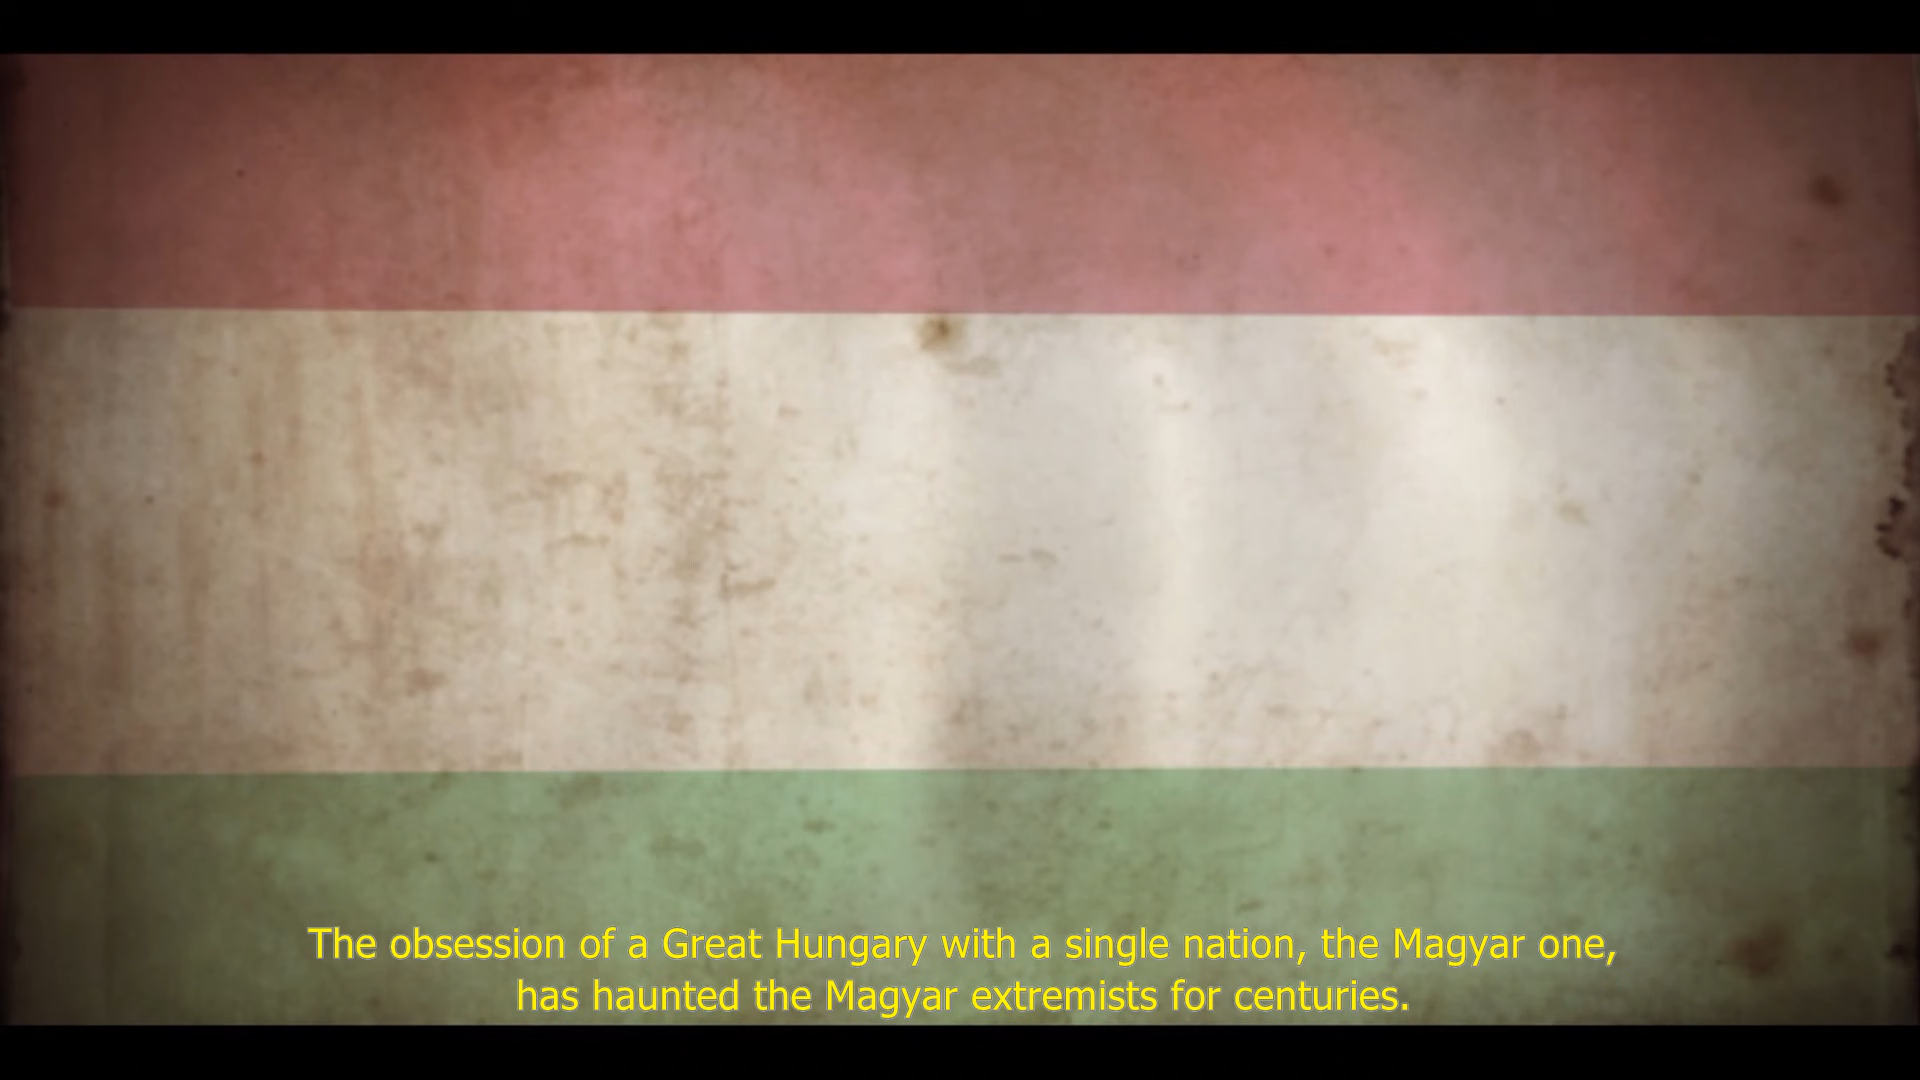 The obsession of a Great Hungary with a single nation, the Magyar one,
has haunted the Magyar extremists for centuries.